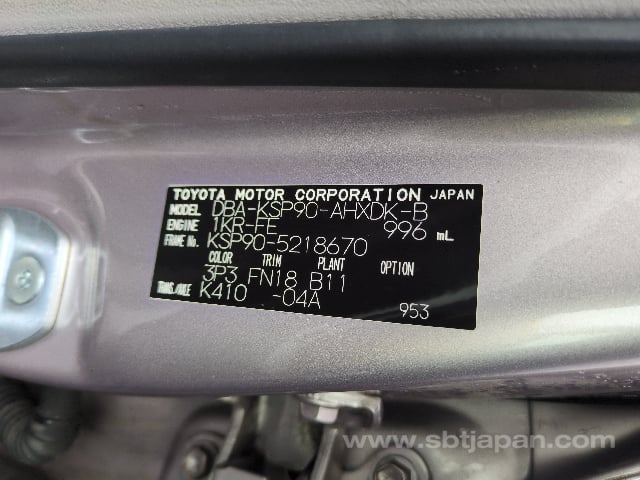 TOYOTA MOTOR CORPORATION JAPAN
MODEL DBA-KSP90-AHXDK-B
ENGINE 1KR-FE 996 mL
FRAME No. KSP90-5218670
COLOR TRIM PLANT OPTION
3P3 FN18 B11
TRANS./AXLE K410 -04A 953
www.sbtjapan.com